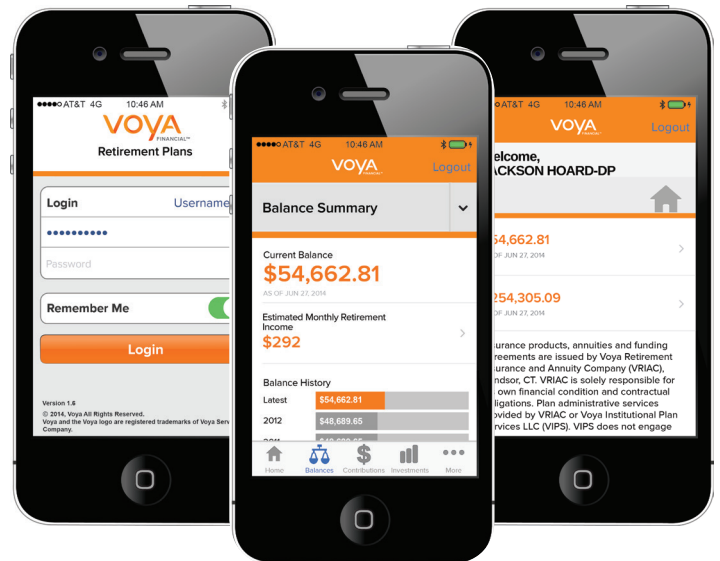 AT&T 4G 10:46 AM
VOYA
FINANCIAL™
Retirement Plans
Login Username
Password
Remember Me
Login
Version 1.6
© 2014, Voya All Rights Reserved.
Voya and the Voya logo are registered trademarks of Voya Serv
Company.
AT&T 4G 10:46 AM
VOYA
FINANCIAL
Logout
Balance Summary
Current Balance
$54,662.81
AS OF JUN 27, 2014
Estimated Monthly Retirement
Income
$292
Balance History
Latest $54,662.81
2012 $48,689.65
Home Balances Contributions Investments More
AT&T 4G 10:46 AM
VOYA
Logout
elcome,
ACKSON HOARD-DP
54,662.81
OF JUN 27, 2014
254,305.09
OF JUN 27, 2014
urance products, annuities and funding
reements are issued by Voya Retirement
urance and Annuity Company (VRIAC),
ndsor, CT. VRIAC is solely responsible for
own financial condition and contractual
ligations. Plan administrative services
ovided by VRIAC or Voya Institutional Plan
rvices LLC (VIPS). VIPS does not engage